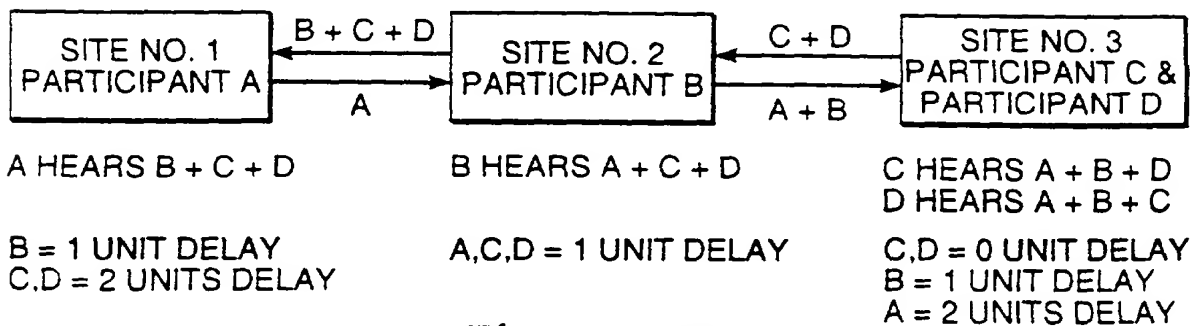 SITE NO. 1
PARTICIPANT A
B + C + D
A
SITE NO. 2
PARTICIPANT B
C + D
A + B
SITE NO. 3
PARTICIPANT C &
PARTICIPANT D
A HEARS B + C + D
B = 1 UNIT DELAY
C,D = 2 UNITS DELAY
B HEARS A + C + D
A,C,D = 1 UNIT DELAY
C HEARS A + B + D
D HEARS A + B + C
C,D = 0 UNIT DELAY
B = 1 UNIT DELAY
A = 2 UNITS DELAY